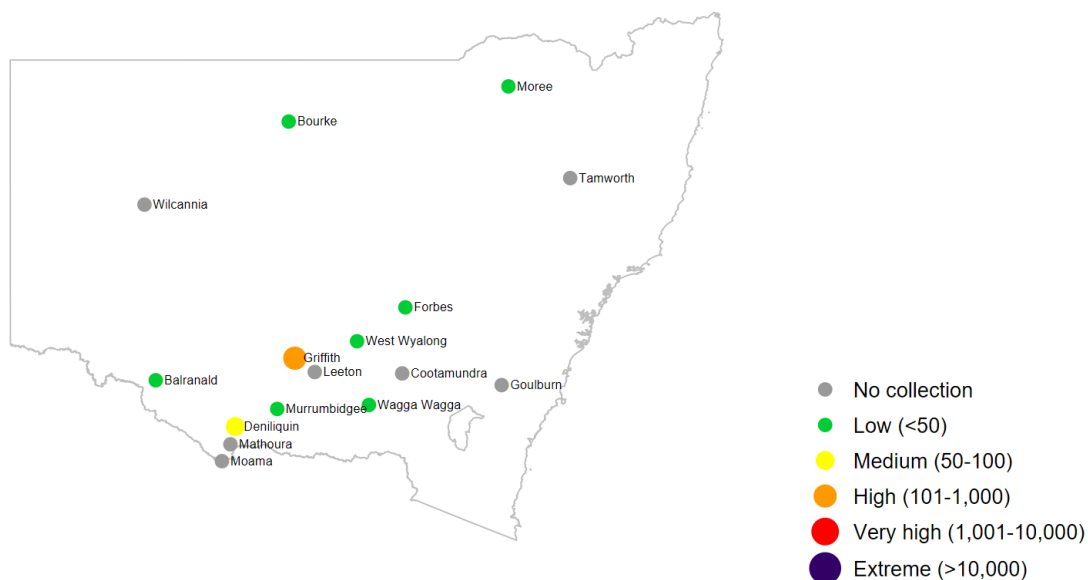 Moree
Bourke
Tamworth
Wilcannia
Forbes
West Wyalong
Griffith
Leeton
Cootamundra
Balranald
Goulburn
Murrumbidgee
Wagga Wagga
Deniliquin
Mathoura
Moama
No collection
Low (<50)
Medium (50-100)
High (101-1,000)
Very high (1,001-10,000)
Extreme (>10,000)